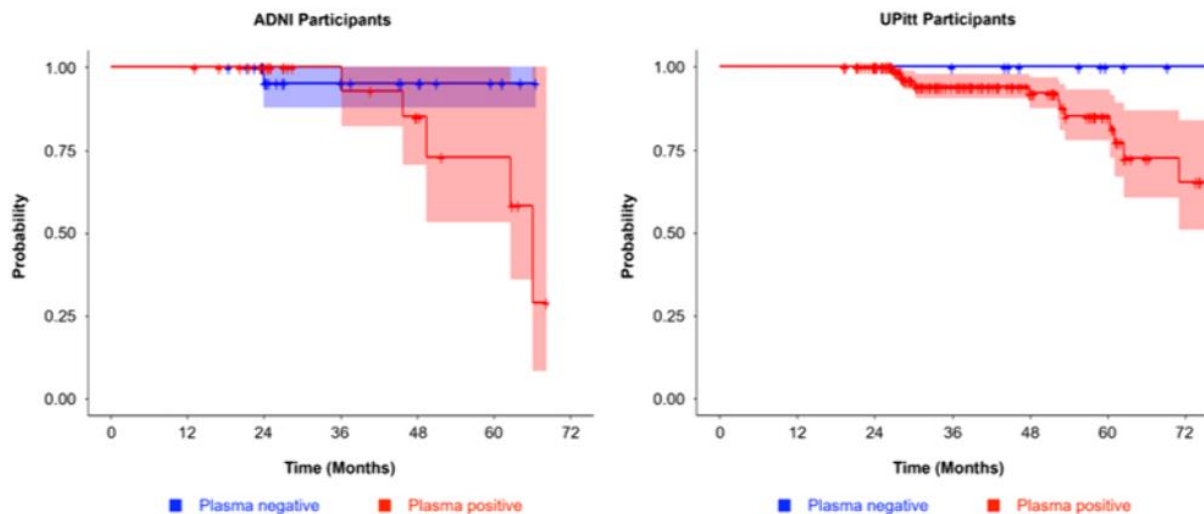 ADNI Participants
1.00
0.75
0.50
0.25
0.00
Probability
0 12 24 36 48 60 72
Time (Months)
Plasma negative Plasma positive
UPitt Participants
1.00
0.75
0.50
0.25
0.00
Probability
0 12 24 36 48 60 72
Time (Months)
Plasma negative Plasma positive